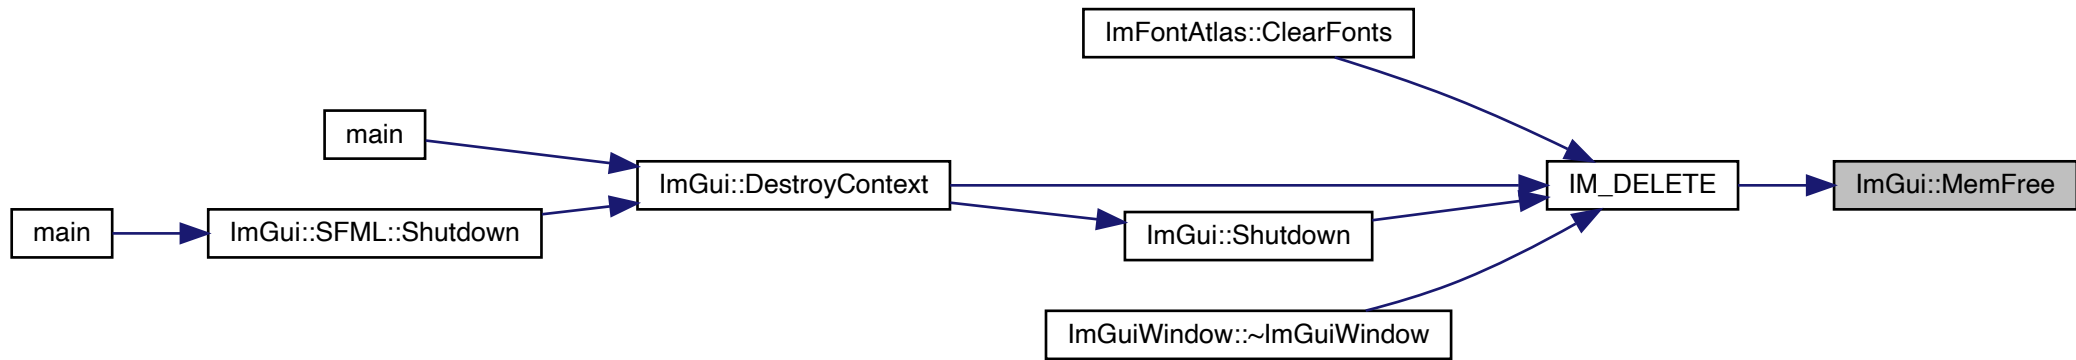 ImFontAtlas::ClearFonts
main
ImGui::DestroyContext
IM_DELETE
ImGui::MemFree
main
ImGui::SFML::Shutdown
ImGui::Shutdown
ImGuiWindow::~ImGuiWindow